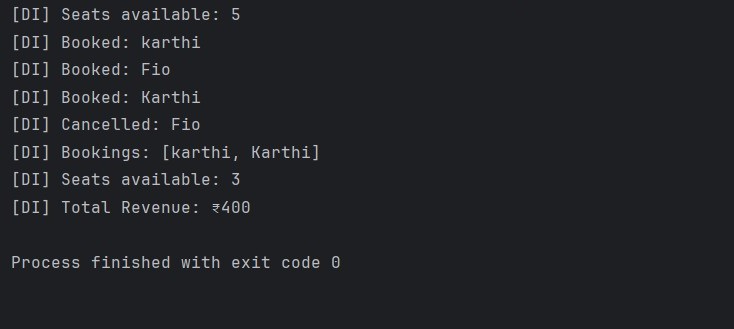 [DI] Seats available: 5
[DI] Booked: karthi
[DI] Booked: Fio
[DI] Booked: Karthi
[DI] Cancelled: Fio
[DI] Bookings: [karthi, Karthi]
[DI] Seats available: 3
[DI] Total Revenue: ₹400
Process finished with exit code 0